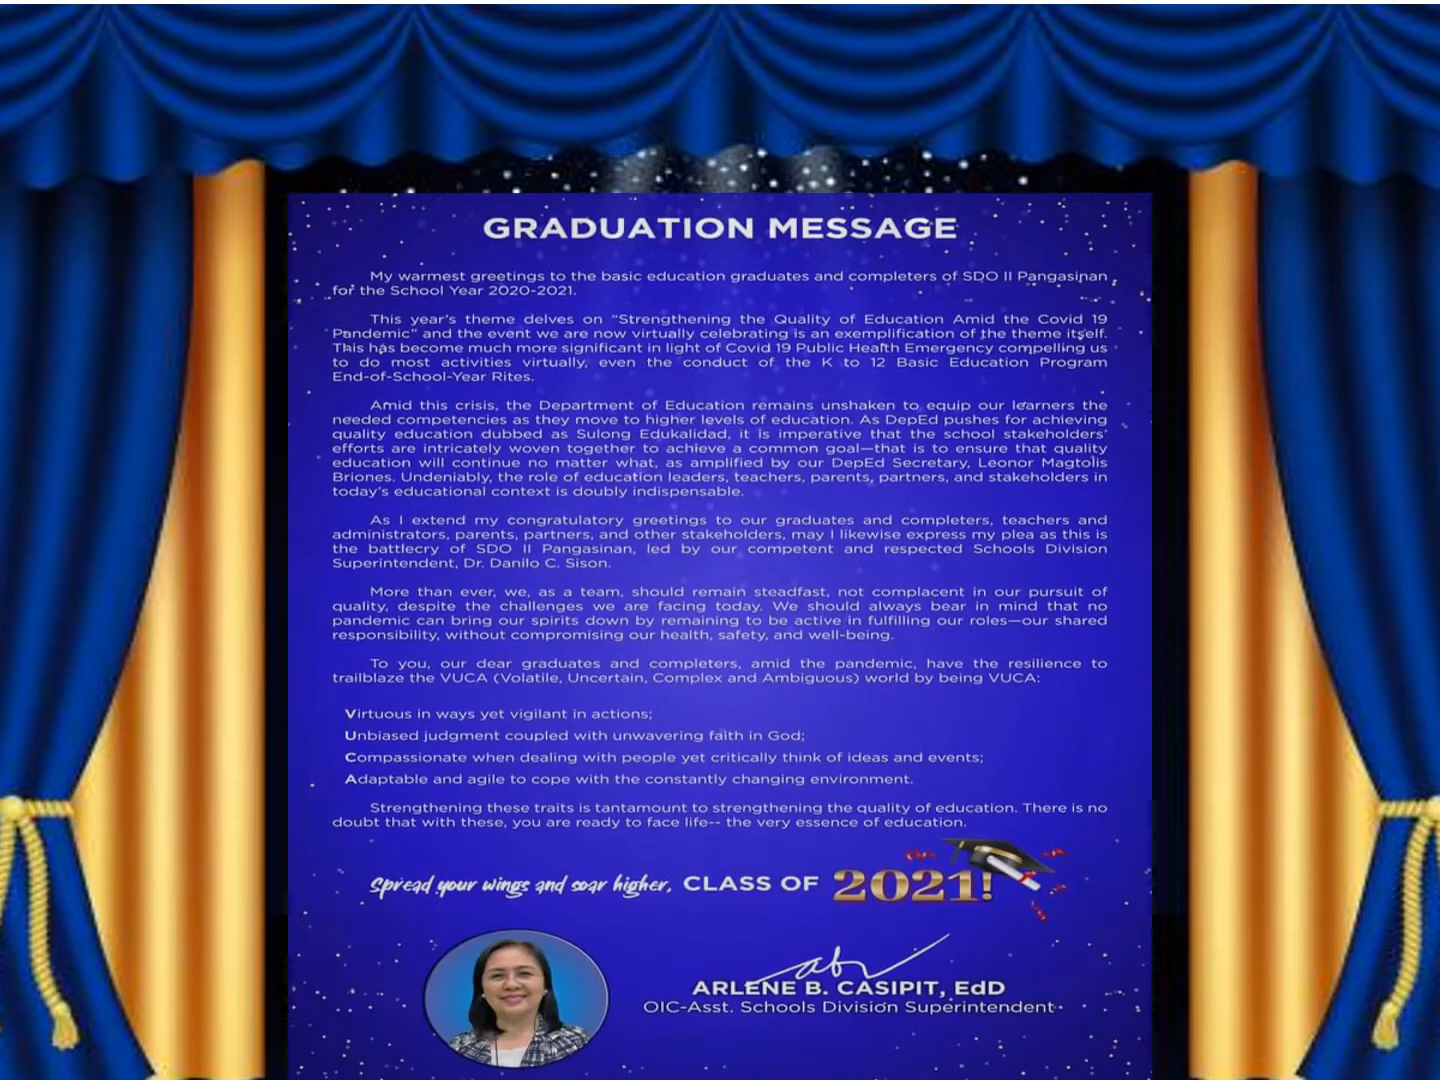 GRADUATION MESSAGE
My warmest greetings to the basic education graduates and completers of SDO II Pangasinan
for the School Year 2020-2021.
This year's theme delves on "Strengthening the Quality of Education Amid the Covid 19
Pandemic" and the event we are now virtually celebrating is an exemplification of the theme itself.
This has become much more significant in light of Covid 19 Public Health Emergency compelling us
to do most activities virtually, even the conduct of the K to 12 Basic Education Program
End-of-School-Year Rites.
Amid this crisis, the Department of Education remains unshaken to equip our learners the
needed competencies as they move to higher levels of education. As DepEd pushes for achieving
quality education dubbed as Sulong Edukalidad, it is imperative that the school stakeholders'
efforts are intricately woven together to achieve a common goal—that is to ensure that quality
education will continue no matter what, as amplified by our DepEd Secretary, Leonor Magtolis
Briones. Undeniably, the role of education leaders, teachers, parents, partners, and stakeholders in
today's educational context is doubly indispensable.
As I extend my congratulatory greetings to our graduates and completers, teachers and
administrators, parents, partners, and other stakeholders, may I likewise express my plea as this is
the battlecry of SDO II Pangasinan, led by our competent and respected Schools Division
Superintendent, Dr. Danilo C. Sison.
More than ever, we, as a team, should remain steadfast, not complacent in our pursuit of
quality, despite the challenges we are facing today. We should always bear in mind that no
pandemic can bring our spirits down by remaining to be active in fulfilling our roles—our shared
responsibility, without compromising our health, safety, and well-being.
To you, our dear graduates and completers, amid the pandemic, have the resilience to
trailblaze the VUCA (Volatile, Uncertain, Complex and Ambiguous) world by being VUCA:
Virtuous in ways yet vigilant in actions;
Unbiased judgment coupled with unwavering faith in God;
Compassionate when dealing with people yet critically think of ideas and events;
Adaptable and agile to cope with the constantly changing environment.
Strengthening these traits is tantamount to strengthening the quality of education. There is no
doubt that with these, you are ready to face life-- the very essence of education.
Spread your wings and soar higher, CLASS OF 2021!
ARLENE B. CASIPIT, EdD
OIC-Asst. Schools Division Superintendent